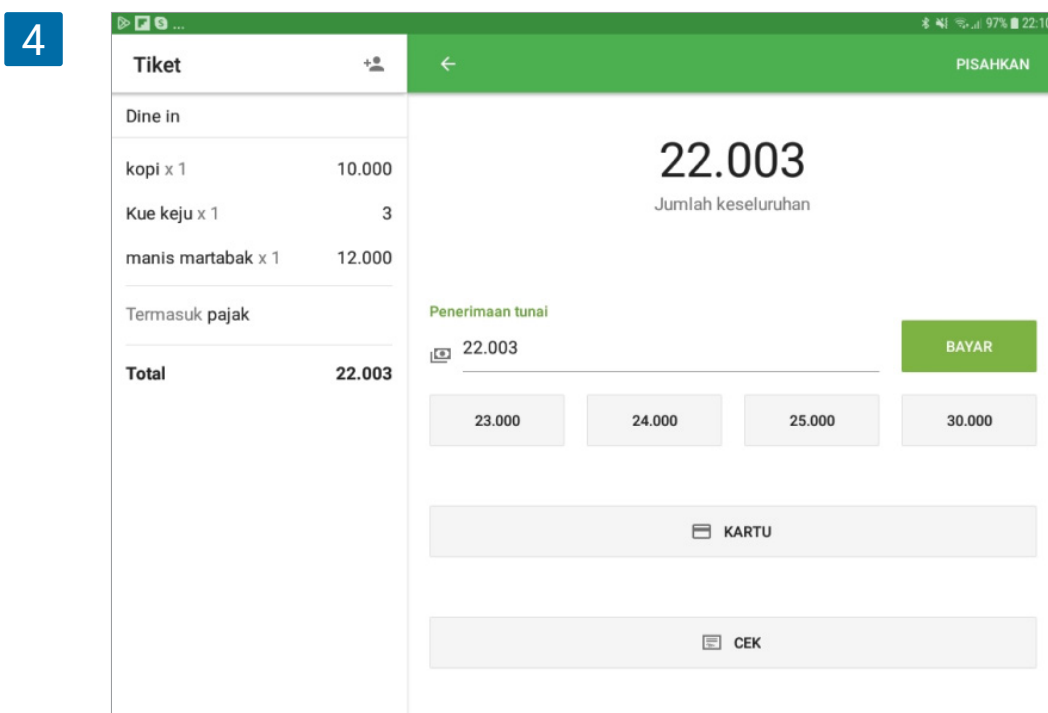 4
... 97% 22:10
Tiket
PISAHKAN
Dine in
kopi x 1 10.000
Kue keju x 1 3
manis martabak x 1 12.000
Termasuk pajak
Total 22.003
22.003
Jumlah keseluruhan
Penerimaan tunai
22.003 BAYAR
23.000 24.000 25.000 30.000
KARTU
CEK